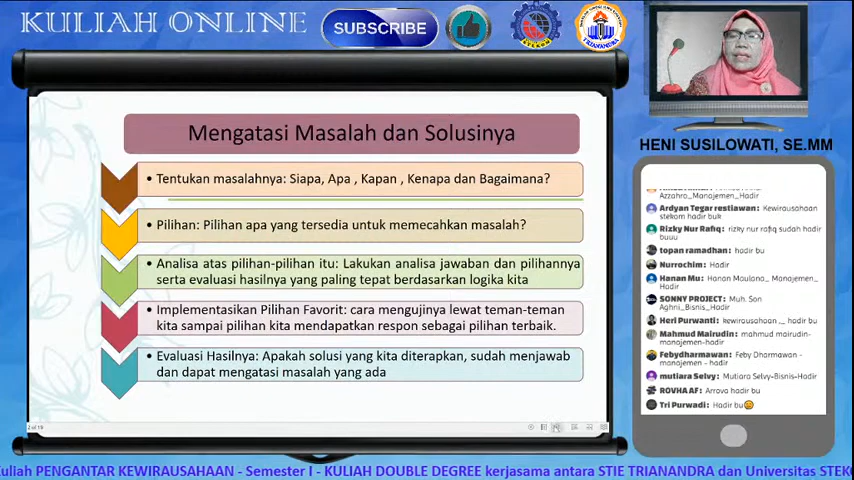 KULIAH ONLINE
SUBSCRIBE
STEKOM
TRIANANDRA
HENI SUSILOWATI, SE.MM
Mengatasi Masalah dan Solusinya
• Tentukan masalahnya: Siapa, Apa , Kapan , Kenapa dan Bagaimana?
• Pilihan: Pilihan apa yang tersedia untuk memecahkan masalah?
• Analisa atas pilihan-pilihan itu: Lakukan analisa jawaban dan pilihannya
serta evaluasi hasilnya yang paling tepat berdasarkan logika kita
• Implementasikan Pilihan Favorit: cara mengujinya lewat teman-teman
kita sampai pilihan kita mendapatkan respon sebagai pilihan terbaik.
• Evaluasi Hasilnya: Apakah solusi yang kita diterapkan, sudah menjawab
dan dapat mengatasi masalah yang ada
2 of 19
Azzahro_Manajemen_Hadir
Ardyan Tegar restiawan: Kewirausahaan
stekom hadir buk
Rizky Nur Rafiq: rizky nur rafiq sudah hadir
buuu
topan ramadhan: hadir bu
Nurrochim: Hadir
Hanan Mu: Hanan Maulana_ Manajemen_
Hadir
SONNY PROJECT: Muh. Son
Aghni_Bisnis_Hadir
Heri Purwanti: kewirausahaan ,_ hadir bu
Mahmud Mairudin: mahmud mairudin-
manajemen-hadir
Febydharmawan: Feby Dharmawan -
manajemen - hadir
mutiara Selvy: Mutiara Selvy-Bisnis-Hadir
ROVHA AF: Arrova hadir bu
Tri Purwadi: Hadir bu😊
Kuliah PENGANTAR KEWIRAUSAHAAN - Semester I - KULIAH DOUBLE DEGREE kerjasama antara STIE TRIANANDRA dan Universitas STEK